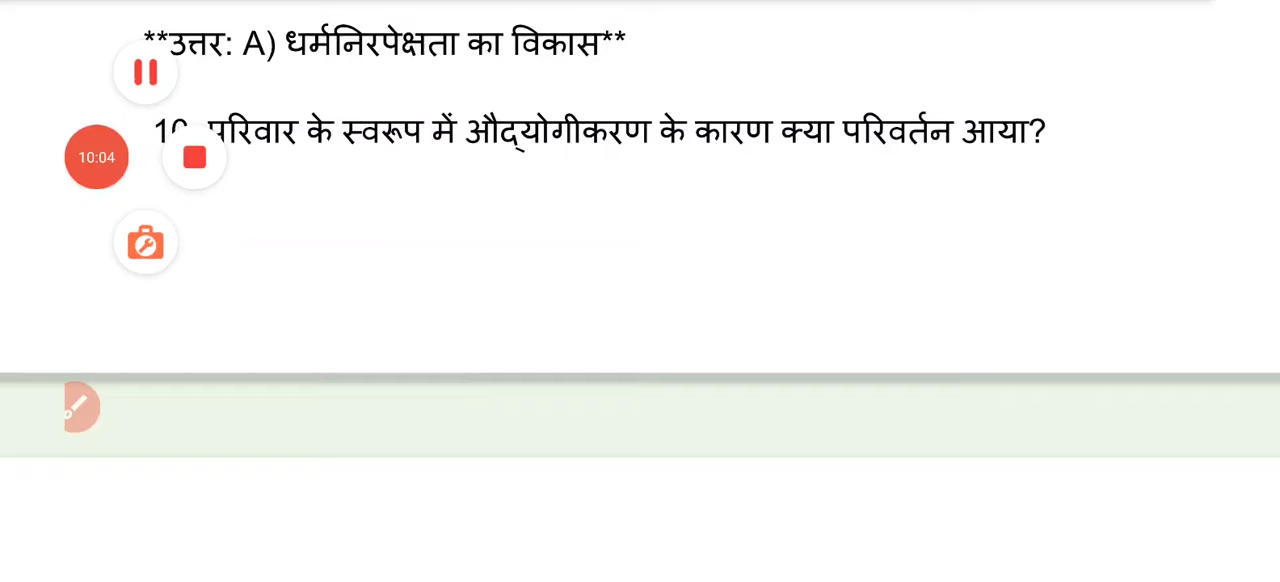 **उत्तर: A) धर्मनिरपेक्षता का विकास**
परिवार के स्वरूप में औद्योगीकरण के कारण क्या परिवर्तन आया?
10:04